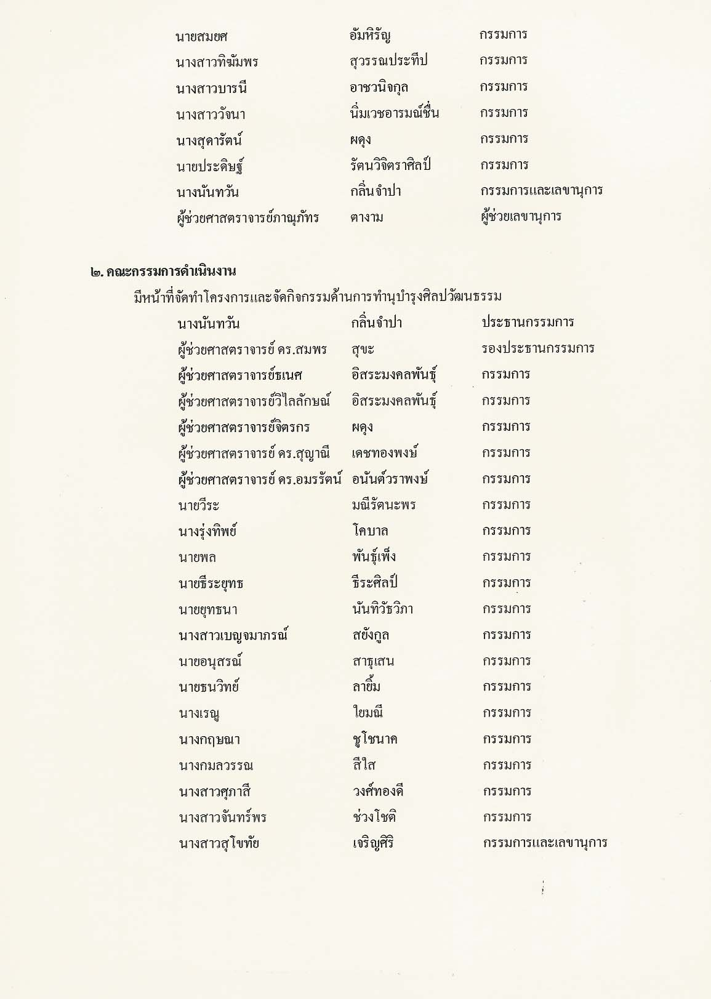 นายสมยศ อัมหิรัญ กรรมการ
นางสาวทิฆัมพร สุวรรณประทีป กรรมการ
นางสาวบารนี อาชวนิจกุล กรรมการ
นางสาววัจนา นิ่มเวชอารมณ์ชื่น กรรมการ
นางสุดารัตน์ ผดุง กรรมการ
นายประดิษฐ์ รัตนวิจิตราศิลป์ กรรมการ
นางนันทวัน กลิ่นจำปา กรรมการและเลขานุการ
ผู้ช่วยศาสตราจารย์ภาณุภัทร ตางาม ผู้ช่วยเลขานุการ
๒. คณะกรรมการดำเนินงาน
มีหน้าที่จัดทำโครงการและจัดกิจกรรมด้านการทำนุบำรุงศิลปวัฒนธรรม
นางนันทวัน กลิ่นจำปา ประธานกรรมการ
ผู้ช่วยศาสตราจารย์ ดร.สมพร สุขะ รองประธานกรรมการ
ผู้ช่วยศาสตราจารย์ธเนศ อิสระมงคลพันธุ์ กรรมการ
ผู้ช่วยศาสตราจารย์วิไลลักษณ์ อิสระมงคลพันธุ์ กรรมการ
ผู้ช่วยศาสตราจารย์จิตรกร ผดุง กรรมการ
ผู้ช่วยศาสตราจารย์ ดร.สุญาณี เดชทองพงษ์ กรรมการ
ผู้ช่วยศาสตราจารย์ ดร.อมรรัตน์ อนันต์วราพงษ์ กรรมการ
นายวีระ มณีรัตนะพร กรรมการ
นางรุ่งทิพย์ โคบาล กรรมการ
นายพล พันธุ์เพ็ง กรรมการ
นายธีระยุทธ ธีระศิลป์ กรรมการ
นายยุทธนา นันทิวัธวิภา กรรมการ
นางสาวเบญจมาภรณ์ สยังกูล กรรมการ
นายอนุสรณ์ สาธุเสน กรรมการ
นายธนวิทย์ ลายิ้ม กรรมการ
นางเรณู ใยมณี กรรมการ
นางกฤษณา ชูโชนาค กรรมการ
นางกมลวรรณ สีใส กรรมการ
นางสาวศุภาสี วงศ์ทองดี กรรมการ
นางสาวจันทร์พร ช่วงโชติ กรรมการ
นางสาวสุโขทัย เจริญศิริ กรรมการและเลขานุการ